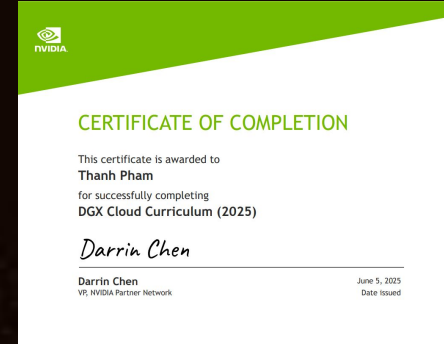 NVIDIA.
CERTIFICATE OF COMPLETION
This certificate is awarded to
Thanh Pham
for successfully completing
DGX Cloud Curriculum (2025)
Darrin Chen
Darrin Chen
VP, NVIDIA Partner Network
June 5, 2025
Date issued